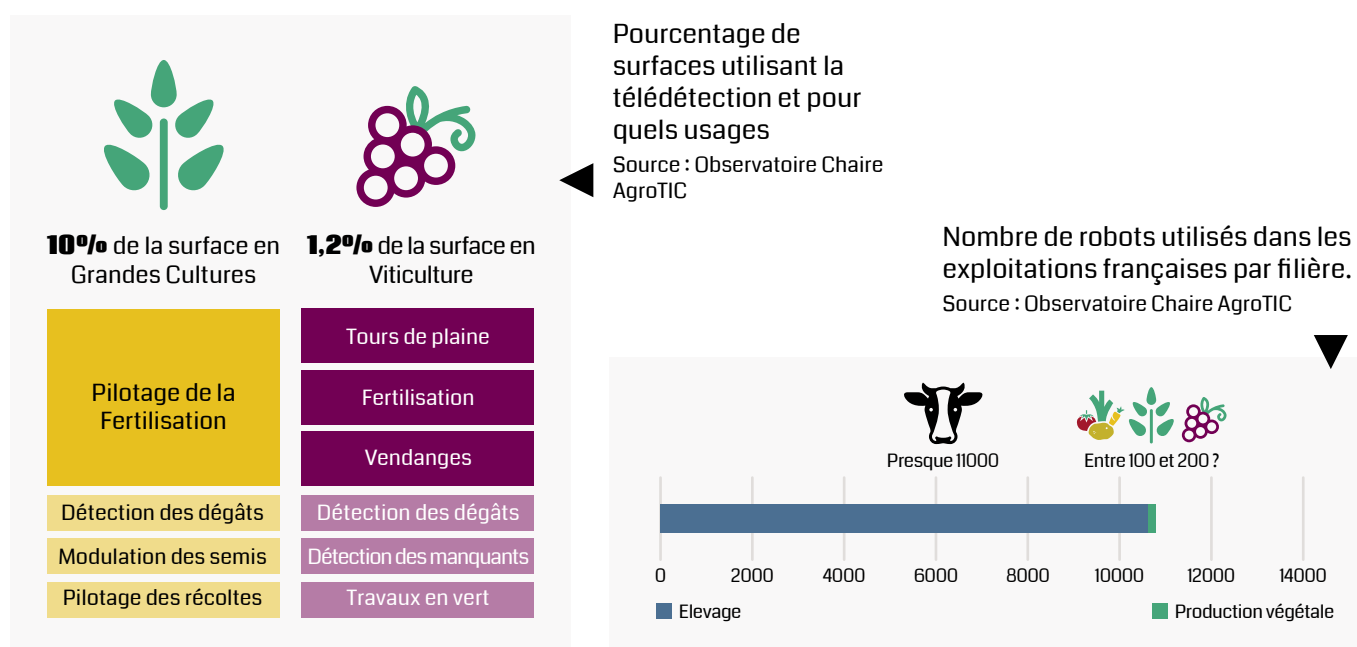 Pourcentage de
surfaces utilisant la
télédétection et pour
quels usages
Source : Observatoire Chaire
AgroTIC
10% de la surface en
Grandes Cultures
Pilotage de la
Fertilisation
Détection des dégâts
Modulation des semis
Pilotage des récoltes
1,2% de la surface en
Viticulture
Tours de plaine
Fertilisation
Vendanges
Détection des dégâts
Détection des manquants
Travaux en vert
Nombre de robots utilisés dans les
exploitations françaises par filière.
Source : Observatoire Chaire AgroTIC
Presque 11000
Entre 100 et 200 ?
0 2000 4000 6000 8000 10000 12000 14000
Elevage
Production végétale